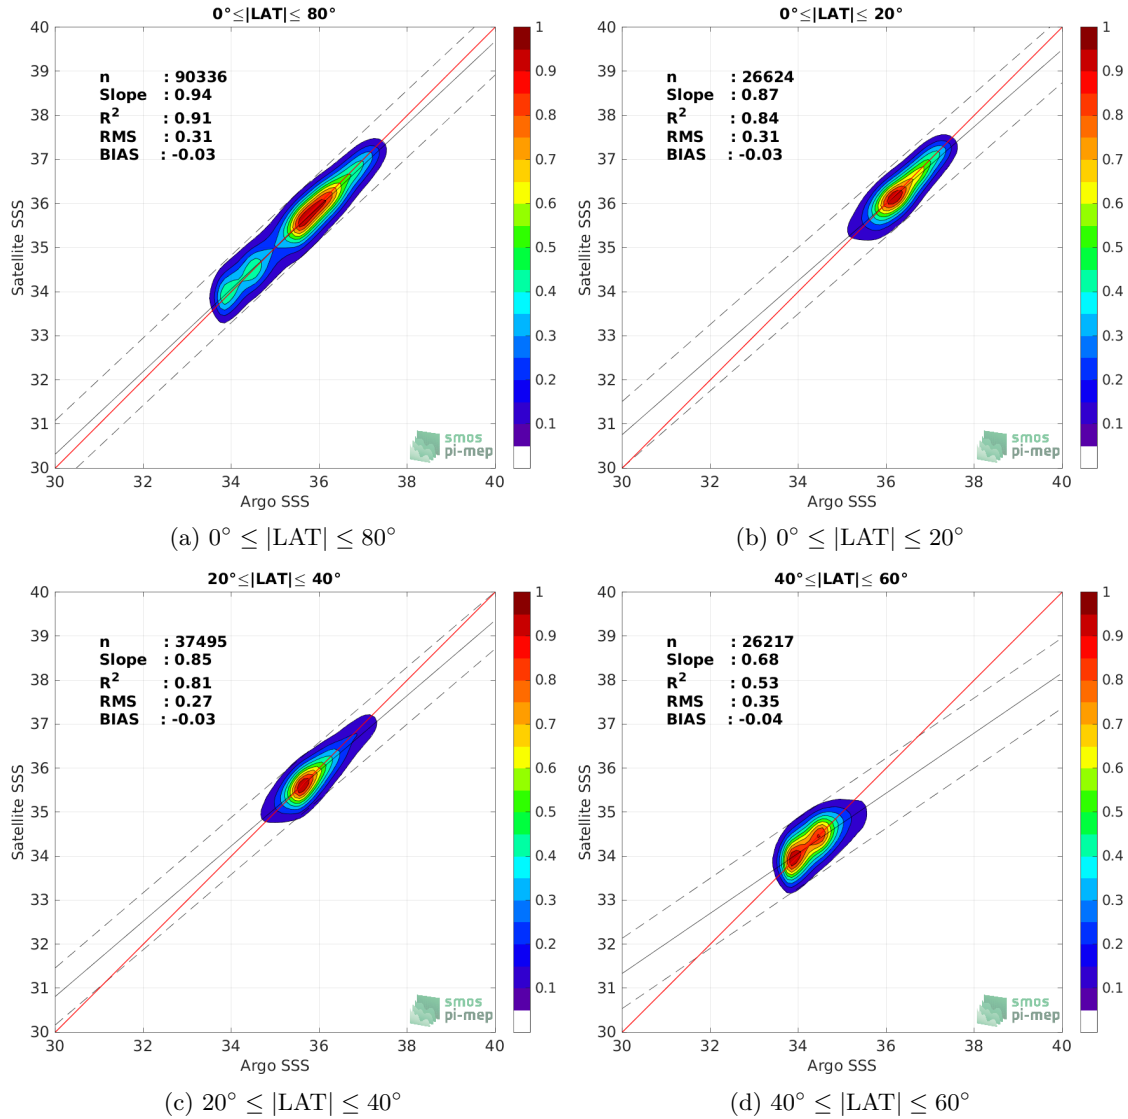 0°≤|LAT|≤ 80°
n : 90336
Slope : 0.94
R² : 0.91
RMS : 0.31
BIAS : -0.03
Satellite SSS
40
39
38
37
36
35
34
33
32
31
30
30 32 34 36 38 40
Argo SSS
1
0.9
0.8
0.7
0.6
0.5
0.4
0.3
0.2
0.1
smos
pi-mep
(a) 0° ≤ |LAT| ≤ 80°
0°≤|LAT|≤ 20°
n : 26624
Slope : 0.87
R² : 0.84
RMS : 0.31
BIAS : -0.03
Satellite SSS
40
39
38
37
36
35
34
33
32
31
30
30 32 34 36 38 40
Argo SSS
1
0.9
0.8
0.7
0.6
0.5
0.4
0.3
0.2
0.1
smos
pi-mep
(b) 0° ≤ |LAT| ≤ 20°
20°≤|LAT|≤ 40°
n : 37495
Slope : 0.85
R² : 0.81
RMS : 0.27
BIAS : -0.03
Satellite SSS
40
39
38
37
36
35
34
33
32
31
30
30 32 34 36 38 40
Argo SSS
1
0.9
0.8
0.7
0.6
0.5
0.4
0.3
0.2
0.1
smos
pi-mep
(c) 20° ≤ |LAT| ≤ 40°
40°≤|LAT|≤ 60°
n : 26217
Slope : 0.68
R² : 0.53
RMS : 0.35
BIAS : -0.04
Satellite SSS
40
39
38
37
36
35
34
33
32
31
30
30 32 34 36 38 40
Argo SSS
1
0.9
0.8
0.7
0.6
0.5
0.4
0.3
0.2
0.1
smos
pi-mep
(d) 40° ≤ |LAT| ≤ 60°